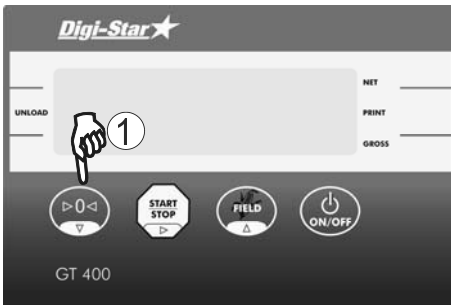 Digi-Star
NET
UNLOAD
PRINT
GROSS
1
▷0◁
START
STOP
FIELD
ON/OFF
GT 400